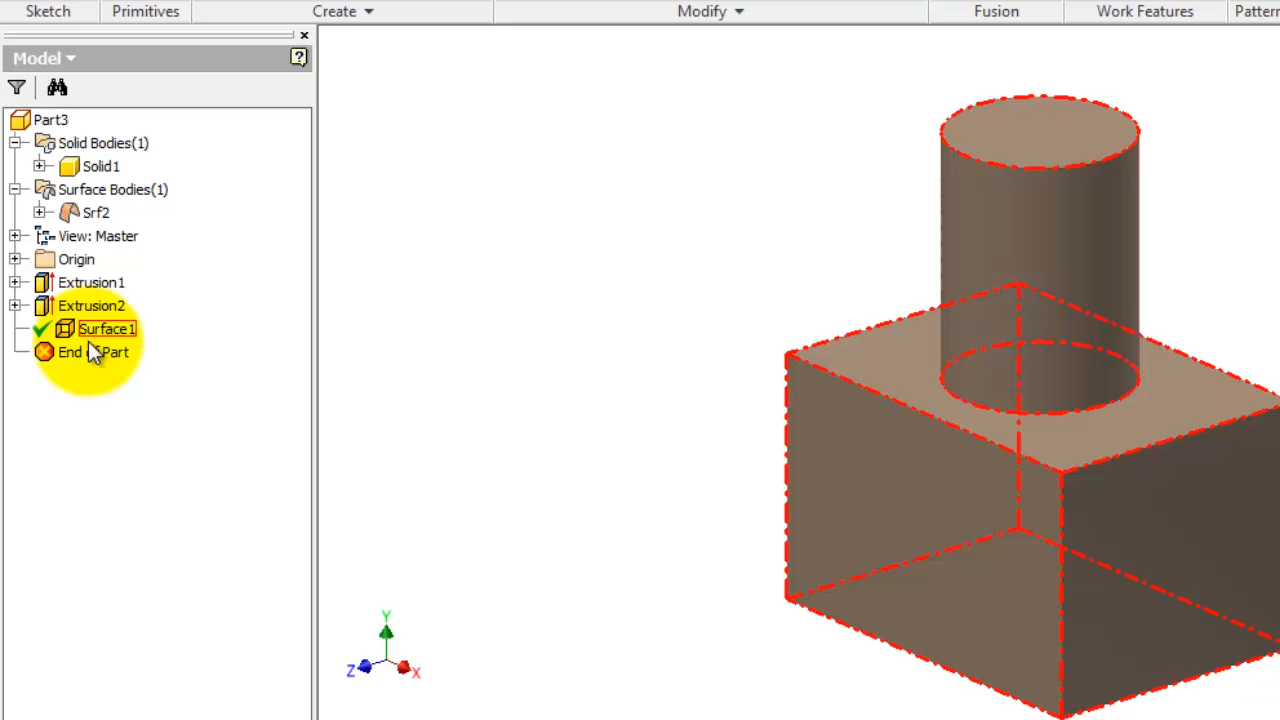 Sketch Primitives Create Modify Fusion Work Features
Model
Part3
Solid Bodies(1)
Solid1
Surface Bodies(1)
Srf2
View: Master
Origin
Extrusion1
Extrusion2
Surface1
End Part
Y
Z X